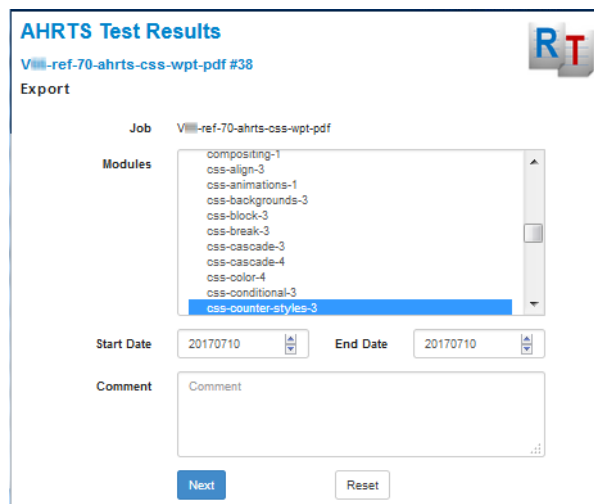 AHRTS Test Results
RT
-ref-70-ahrts-css-wpt-pdf #38
Export
Job V -ref-70-ahrts-css-wpt-pdf
Modules
compositing-1
css-align-3
css-animations-1
css-backgrounds-3
css-block-3
css-break-3
css-cascade-3
css-cascade-4
css-color-4
css-conditional-3
css-counter-styles-3
Start Date 20170710 End Date 20170710
Comment Comment
Next Reset